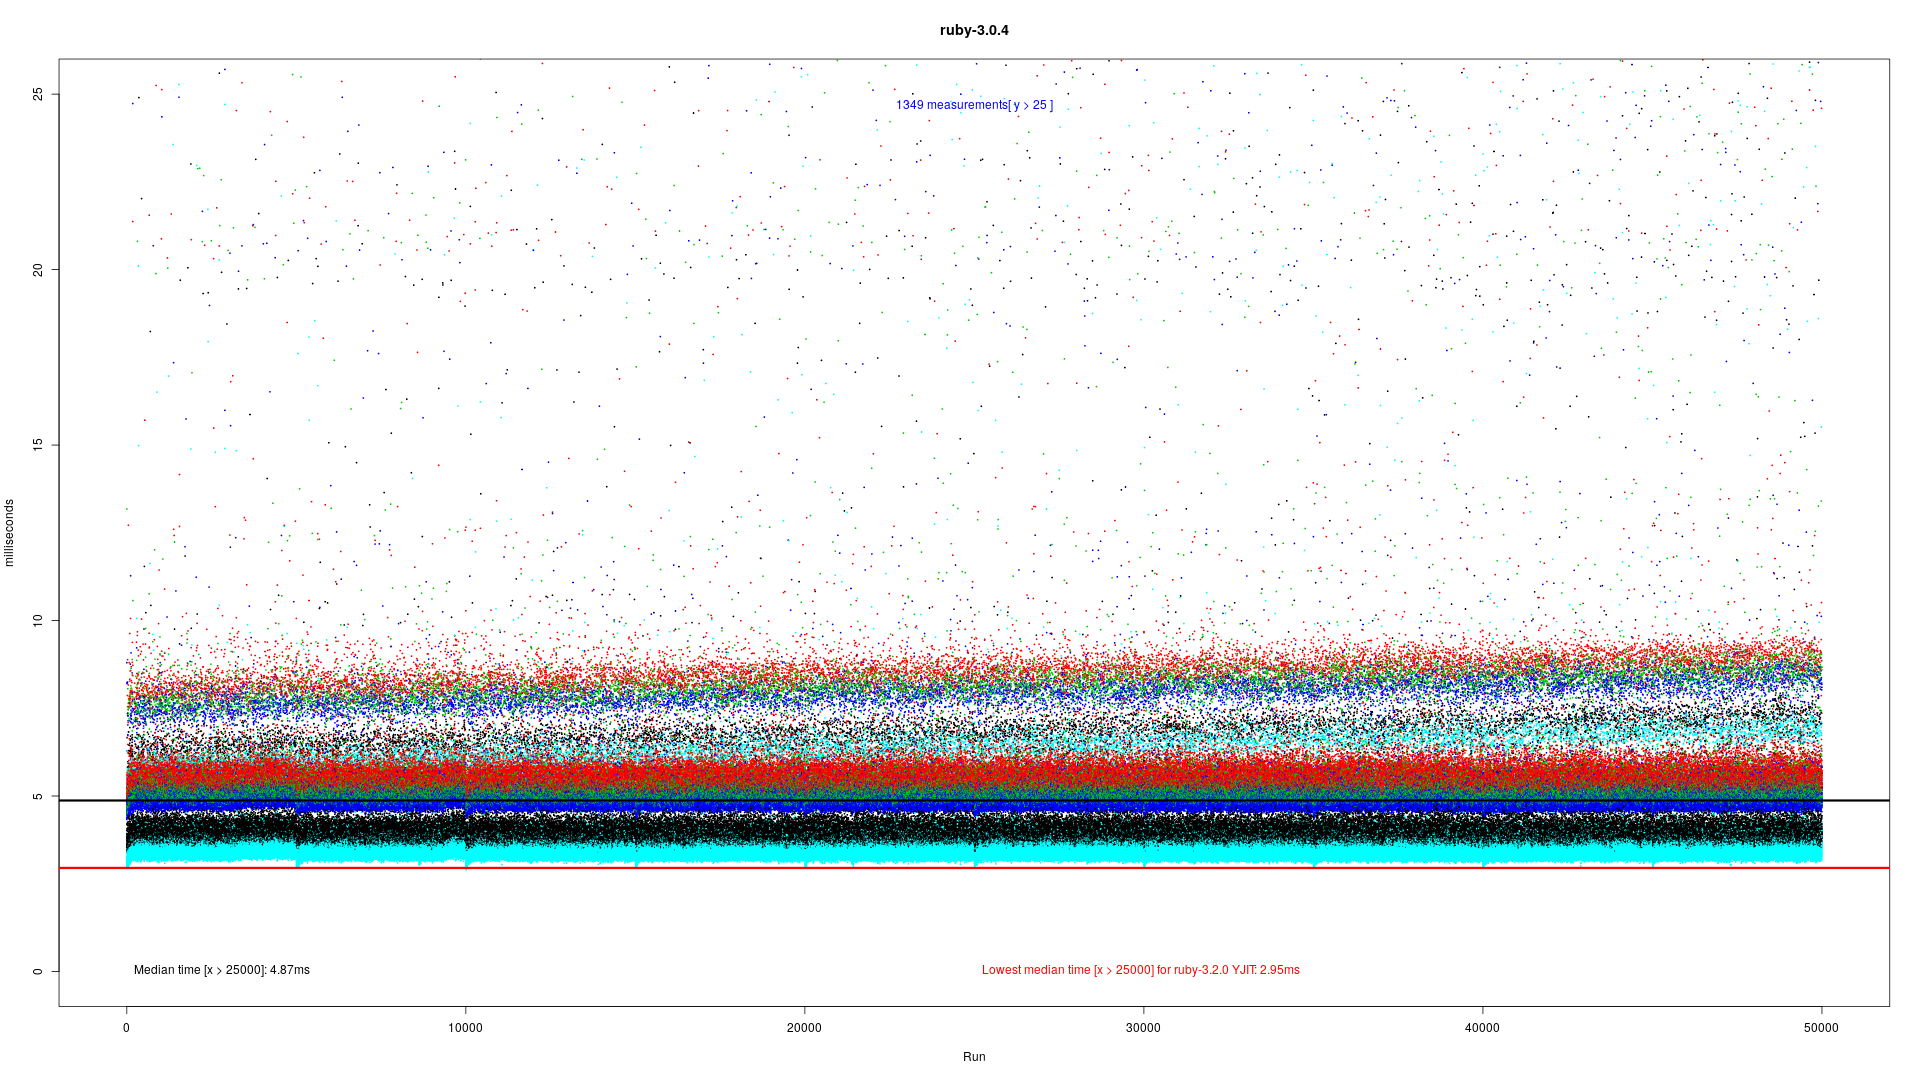 ruby-3.0.4
1349 measurements[ y > 25 ]
25
20
15
10
5
0
milliseconds
Median time [x > 25000]: 4.87ms
Lowest median time [x > 25000] for ruby-3.2.0 YJIT: 2.95ms
0 10000 20000 30000 40000 50000
Run